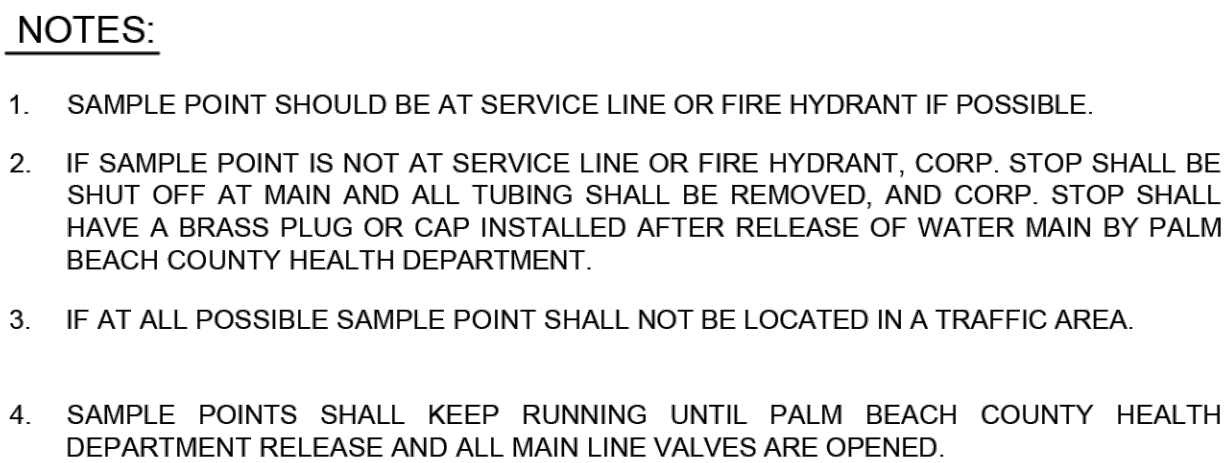 NOTES:
1. SAMPLE POINT SHOULD BE AT SERVICE LINE OR FIRE HYDRANT IF POSSIBLE.
2. IF SAMPLE POINT IS NOT AT SERVICE LINE OR FIRE HYDRANT, CORP. STOP SHALL BE
SHUT OFF AT MAIN AND ALL TUBING SHALL BE REMOVED, AND CORP. STOP SHALL
HAVE A BRASS PLUG OR CAP INSTALLED AFTER RELEASE OF WATER MAIN BY PALM
BEACH COUNTY HEALTH DEPARTMENT.
3. IF AT ALL POSSIBLE SAMPLE POINT SHALL NOT BE LOCATED IN A TRAFFIC AREA.
4. SAMPLE POINTS SHALL KEEP RUNNING UNTIL PALM BEACH COUNTY HEALTH
DEPARTMENT RELEASE AND ALL MAIN LINE VALVES ARE OPENED.